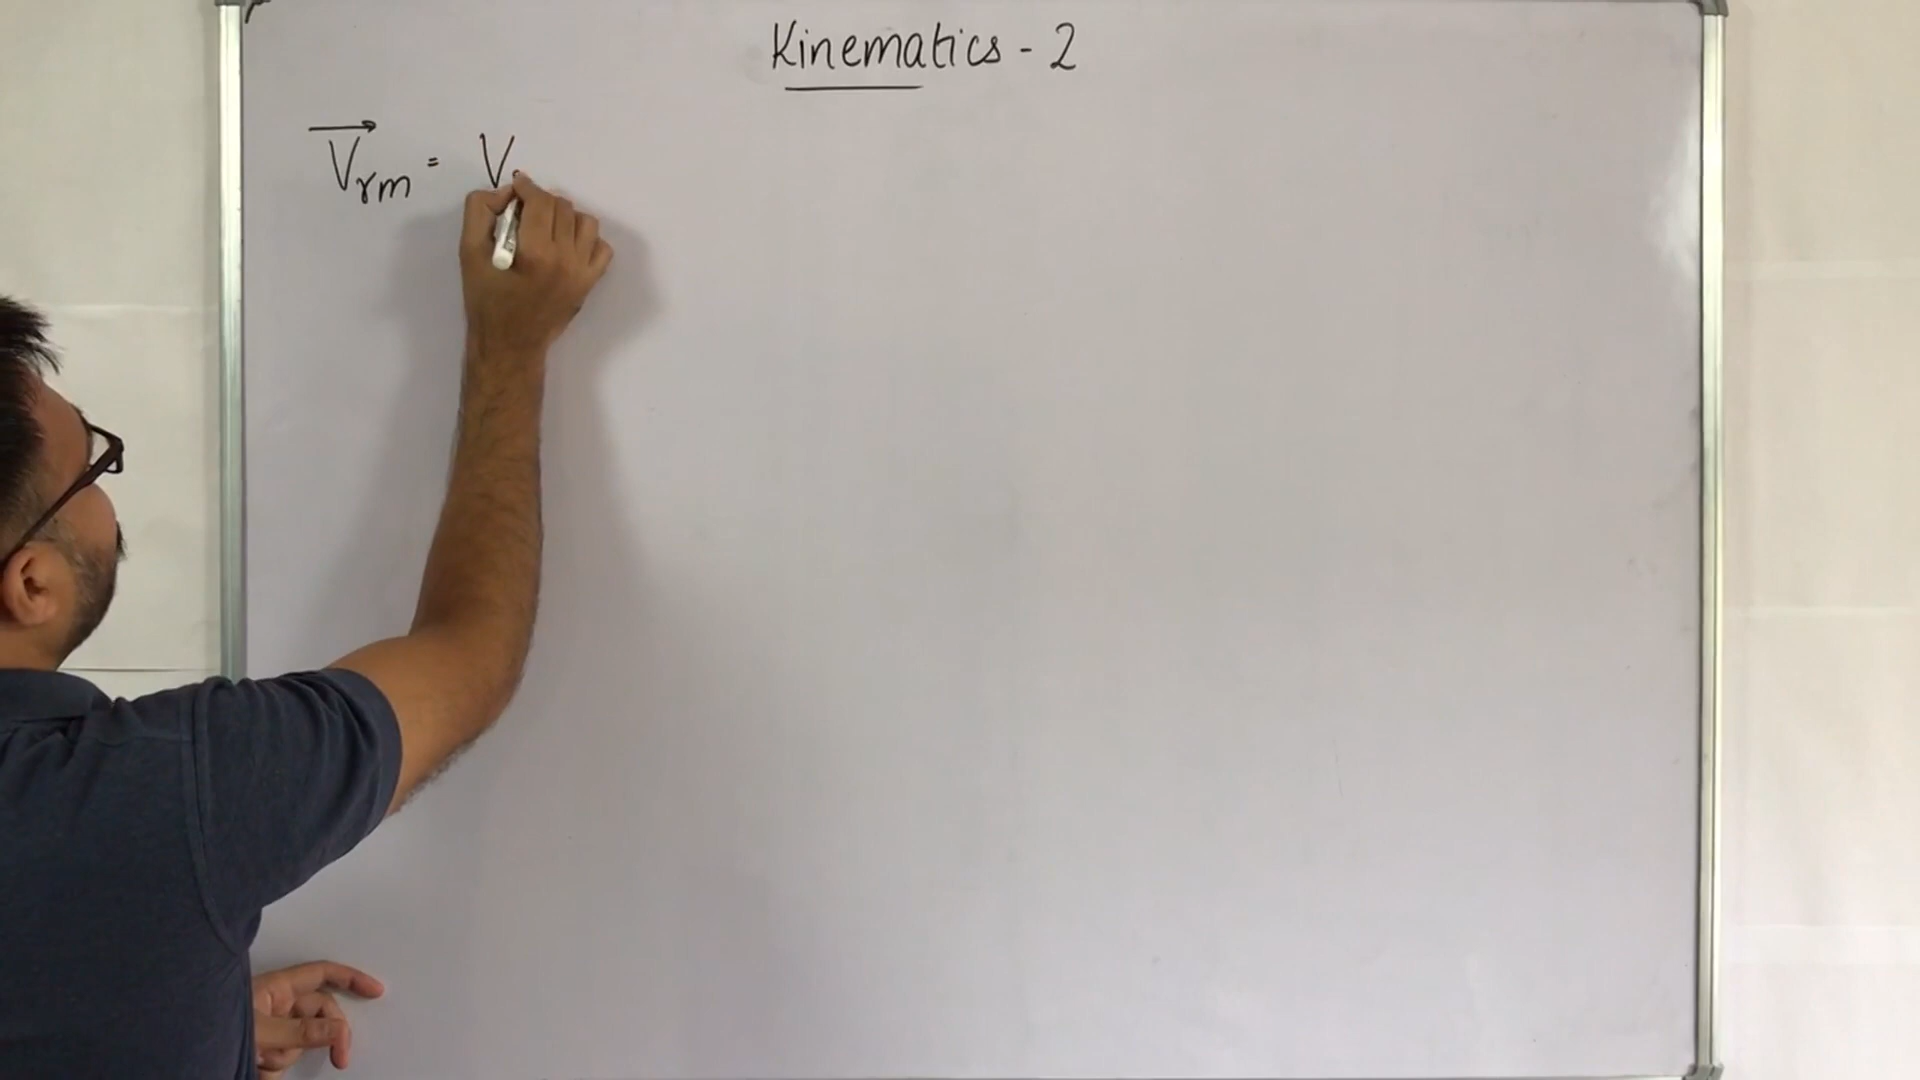 Kinematics - 2
V⃗rm = V